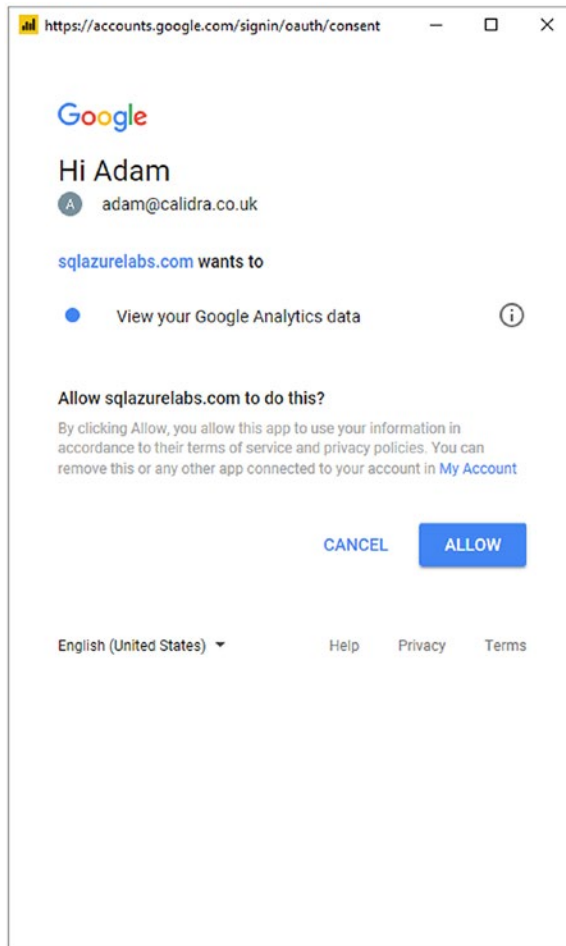 https://accounts.google.com/signin/oauth/consent
Google
Hi Adam
A adam@calidra.co.uk
sqlazurelabs.com wants to
View your Google Analytics data
Allow sqlazurelabs.com to do this?
By clicking Allow, you allow this app to use your information in
accordance to their terms of service and privacy policies. You can
remove this or any other app connected to your account in My Account
CANCEL ALLOW
English (United States) Help Privacy Terms